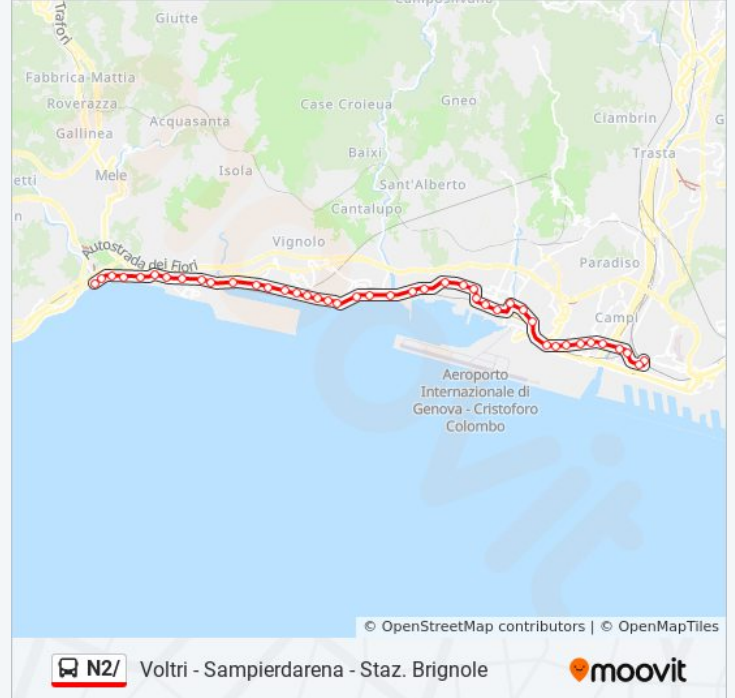 Campoligure
Trafori
Giutte
Fabbrica-Mattia
Case Croieua
Gneo
Roverazza
Acquasanta
Ciambrin
Gallinea
G
Baixi
Trasta
Isola
Mele
Sant'Alberto
etti
Cantalupo
n
Vignolo
Autostrada dei Fiori
Paradiso
Campi
Aeroporto
Internazionale di
Genova - Cristoforo
Colombo
ovit
© OpenStreetMap contributors | © OpenMapTiles
N2/ Voltri - Sampierdarena - Staz. Brignole
moovit